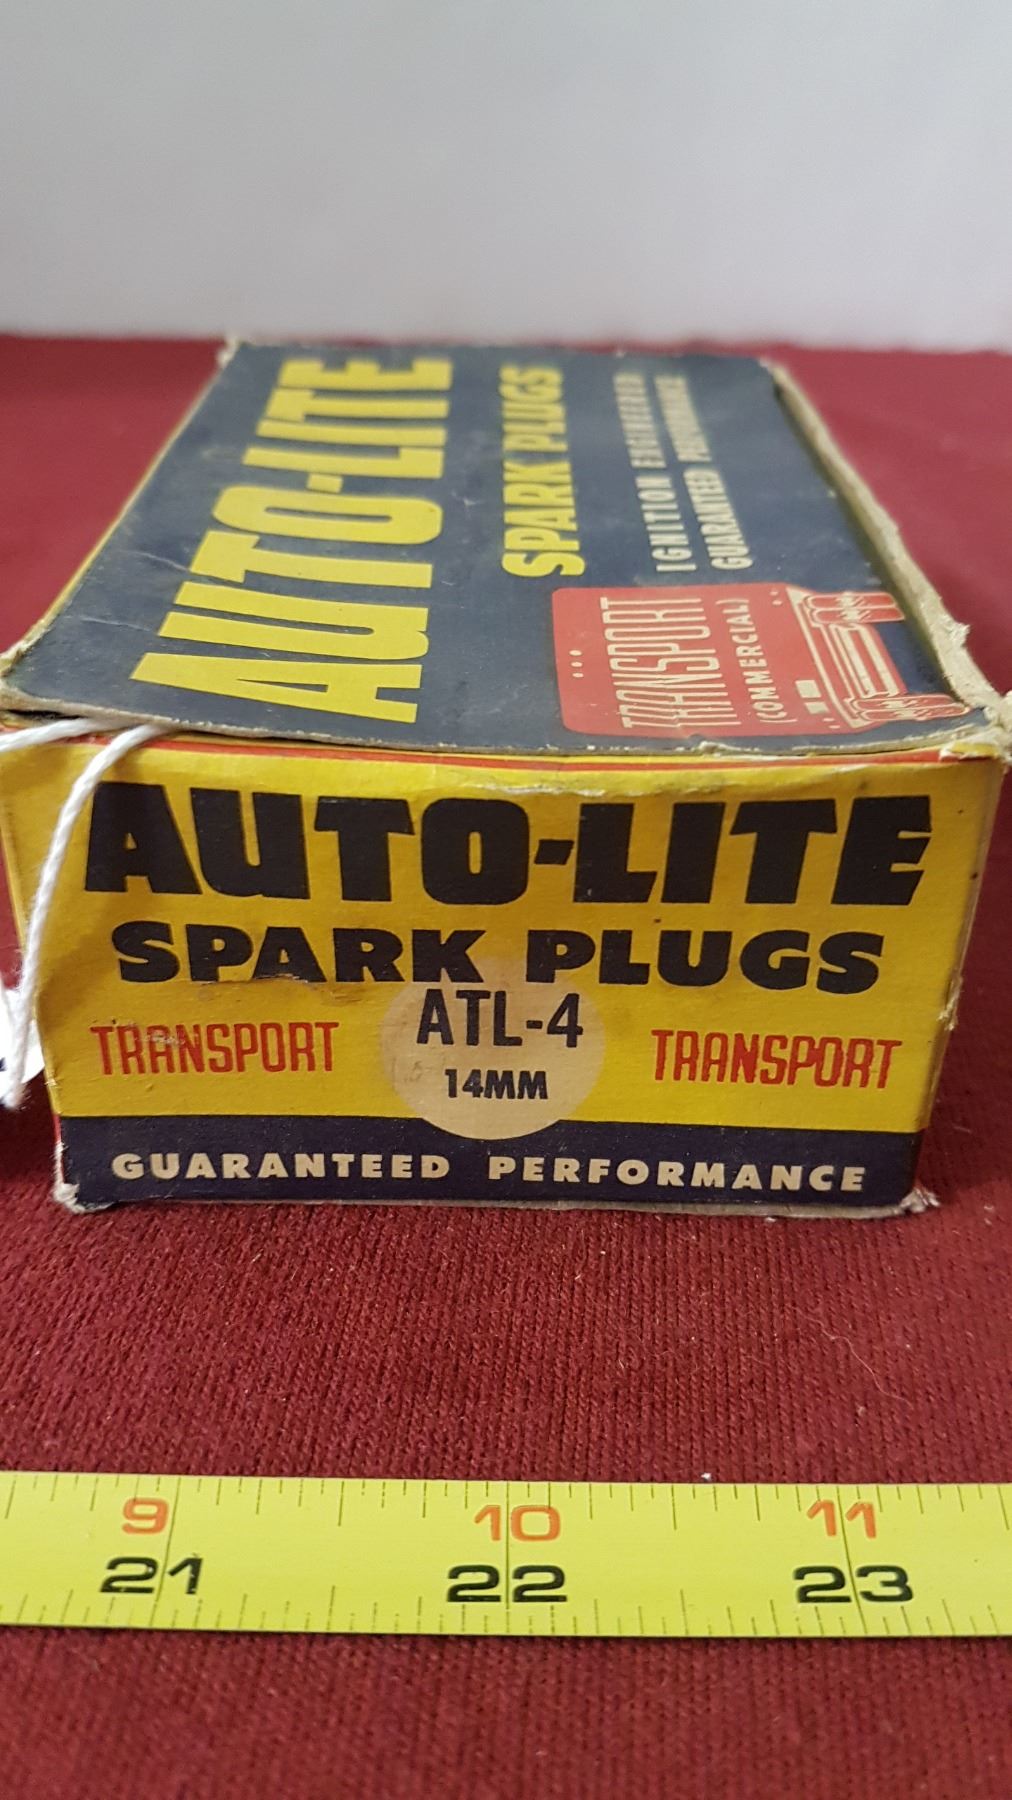 AUTO-LITE
SPARK PLUGS
IGNITION ENGINEERED
GUARANTEED PERFORMANCE
TRANSPORT
(COMMERCIAL)
AUTO-LITE
SPARK PLUGS
TRANSPORT ATL-4 TRANSPORT
14MM
GUARANTEED PERFORMANCE
9 10 11
21 22 23